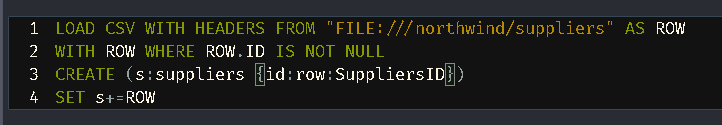 1 LOAD CSV WITH HEADERS FROM "FILE:///northwind/suppliers" AS ROW
2 WITH ROW WHERE ROW.ID IS NOT NULL
3 CREATE (s:suppliers {id:row:SuppliersID})
4 SET s+=ROW